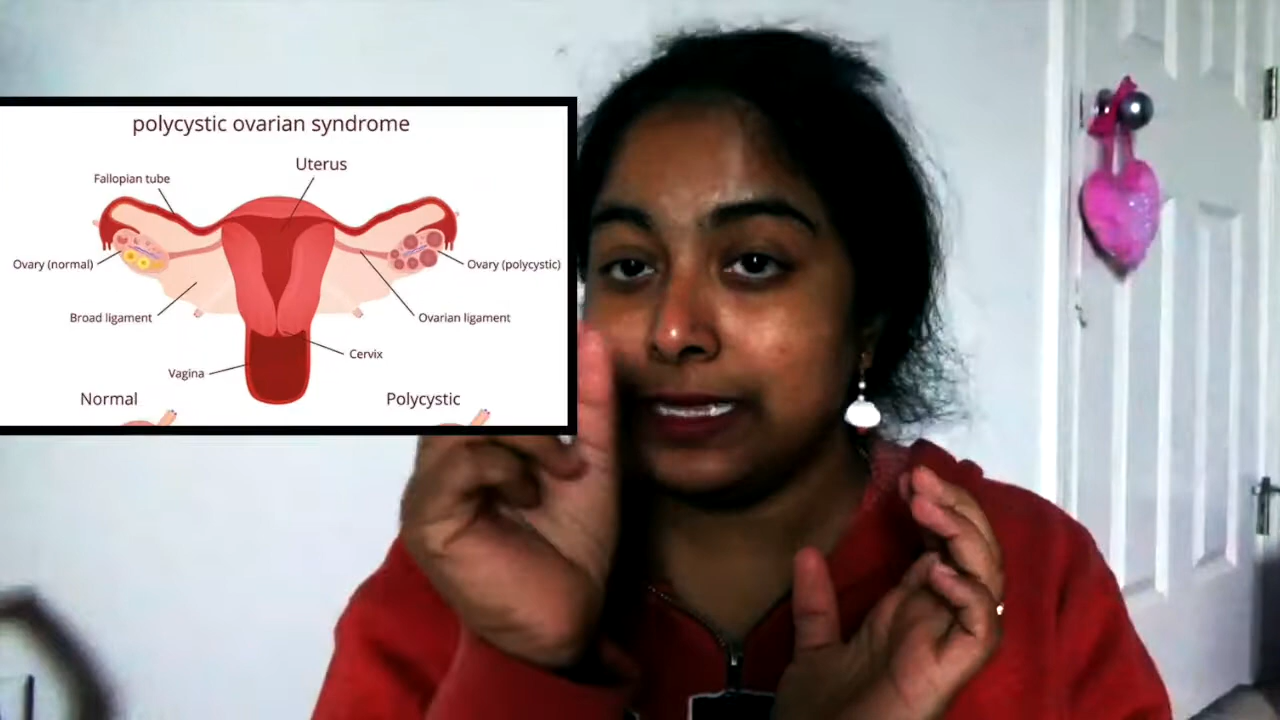 polycystic ovarian syndrome
Uterus
Fallopian tube
Ovary (normal)
Ovary (polycystic)
Broad ligament
Ovarian ligament
Cervix
Vagina
Normal
Polycystic